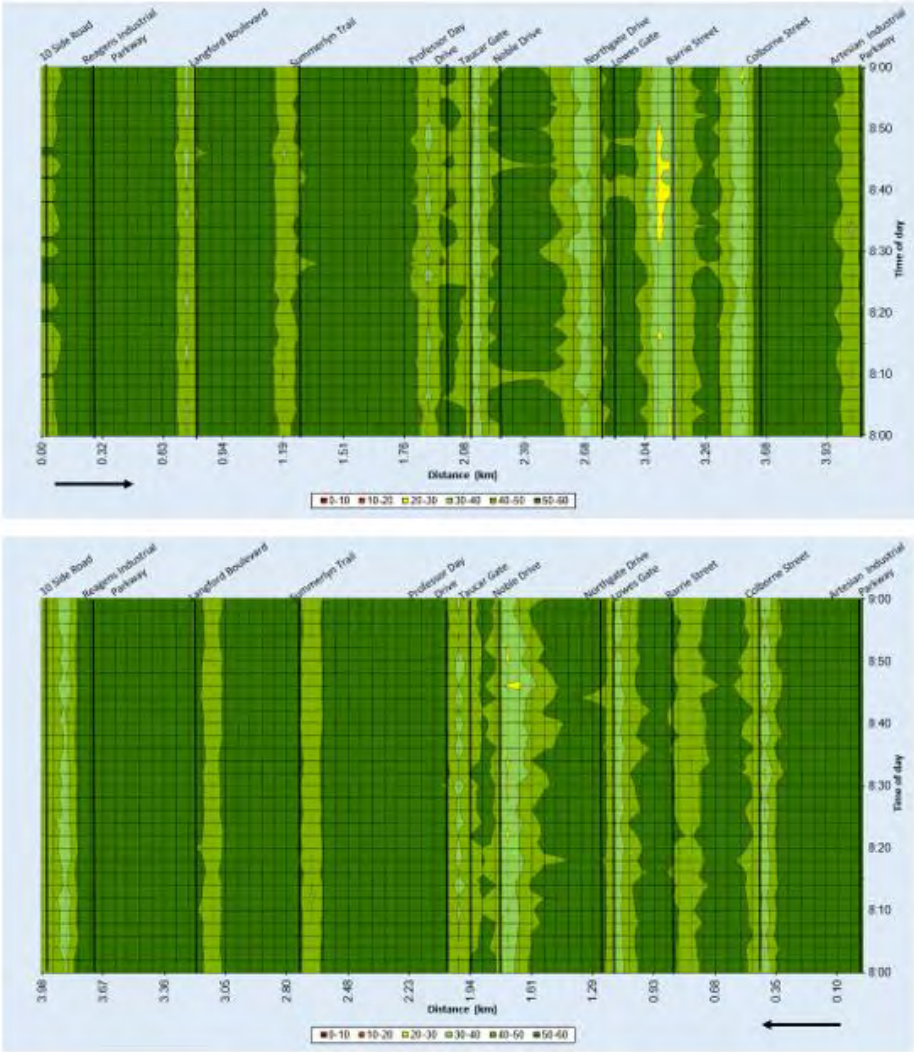 10 Side Road
Reagens Industrial
Parkway
Langford Boulevard
Summerlyn Trail
Professor Day
Drive
Taucar Gate
Noble Drive
Northgate Drive
Lowes Gate
Barrie Street
Colborne Street
Artesian Industrial
Parkway
9:00
8:50
8:40
8:30
8:20
8:10
8:00
Time of day
0.00 0.32 0.63 0.94 1.19 1.51 1.76 2.08 2.39 2.68 3.04 3.26 3.68 3.93
Distance (km)
0-10 10-20 20-30 30-40 40-50 50-60
10 Side Road
Reagens Industrial
Parkway
Langford Boulevard
Summerlyn Trail
Professor Day
Drive
Taucar Gate
Noble Drive
Northgate Drive
Lowes Gate
Barrie Street
Colborne Street
Artesian Industrial
Parkway
9:00
8:50
8:40
8:30
8:20
8:10
8:00
Time of day
3.98 3.67 3.36 3.05 2.80 2.48 2.23 1.94 1.61 1.29 0.93 0.68 0.35 0.10
Distance (km)
0-10 10-20 20-30 30-40 40-50 50-60